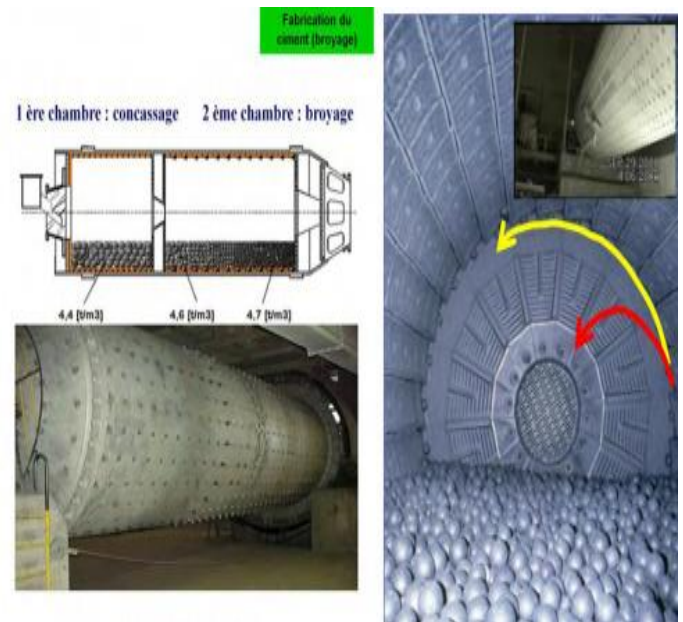 Fabrication du
ciment (broyage)
1 ère chambre : concassage
2 ème chambre : broyage
4,4 [t/m3]
4,6 [t/m3]
4,7 [t/m3]